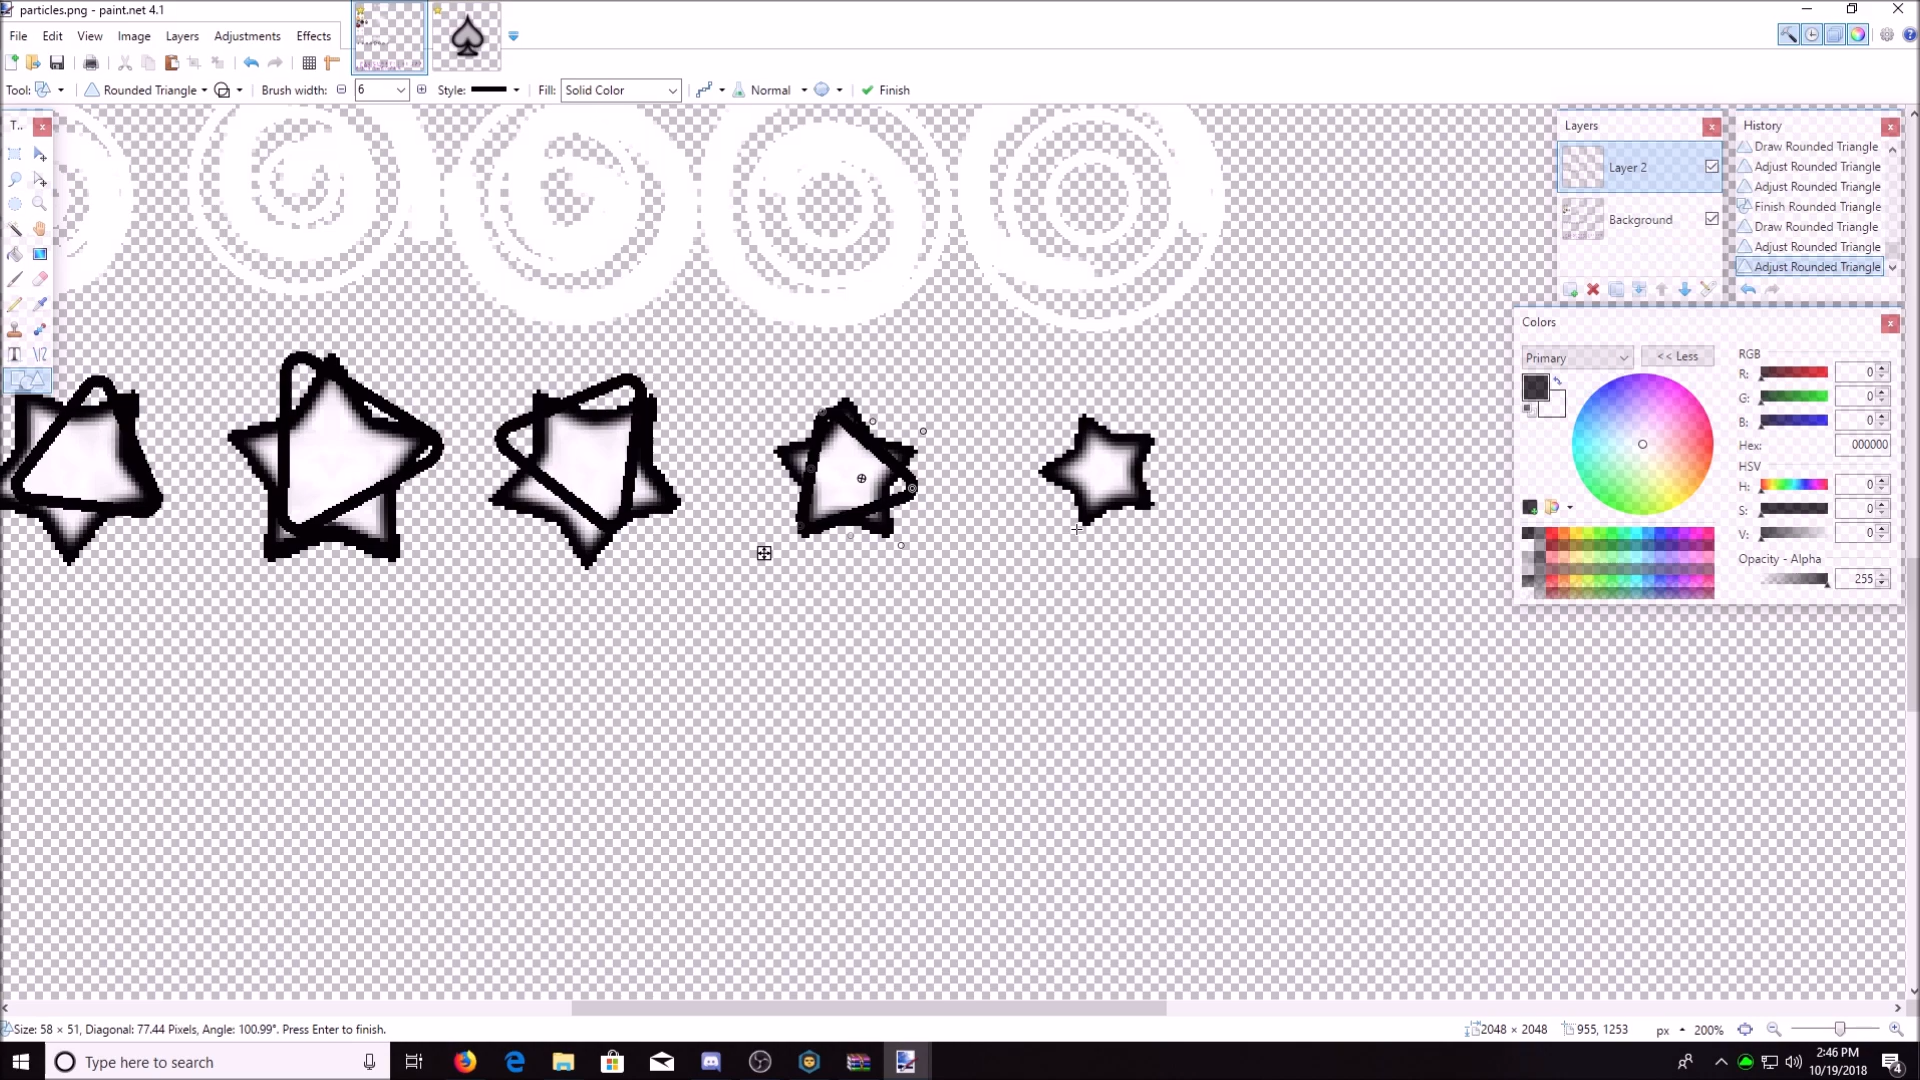 particles.png - paint.net 4.1
File Edit View Image Layers Adjustments Effects
Tool: Rounded Triangle Brush width: 6 Style: Fill: Solid Color Normal Finish
T..
Layers
Layer 2
Background
History
Draw Rounded Triangle
Adjust Rounded Triangle
Adjust Rounded Triangle
Finish Rounded Triangle
Draw Rounded Triangle
Adjust Rounded Triangle
Adjust Rounded Triangle
Colors
Primary
<< Less
RGB
R: 0
G: 0
B: 0
Hex: 000000
HSV
H: 0
S: 0
V: 0
Opacity - Alpha
255
Size: 58 × 51, Diagonal: 77.44 Pixels, Angle: 100.99°. Press Enter to finish.
2048 × 2048
955, 1253
px
200%
Type here to search
2:46 PM
10/19/2018
4